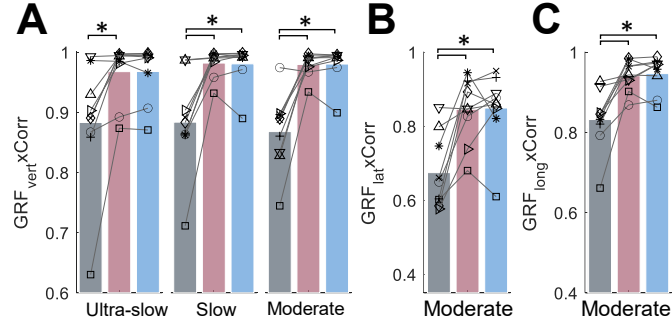 A
B
C
* * *
*
*
GRF_vert xCorr
1
0.9
0.8
0.7
0.6
Ultra-slow Slow Moderate
GRF_lat xCorr
1
0.8
0.6
0.4
Moderate
GRF_long xCorr
1
0.8
0.6
0.4
Moderate